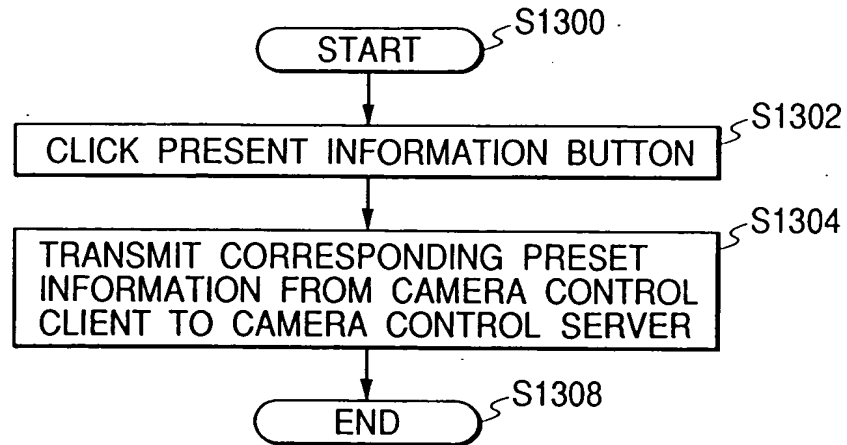 S1300
START
S1302
CLICK PRESENT INFORMATION BUTTON
S1304
TRANSMIT CORRESPONDING PRESET
INFORMATION FROM CAMERA CONTROL
CLIENT TO CAMERA CONTROL SERVER
S1308
END